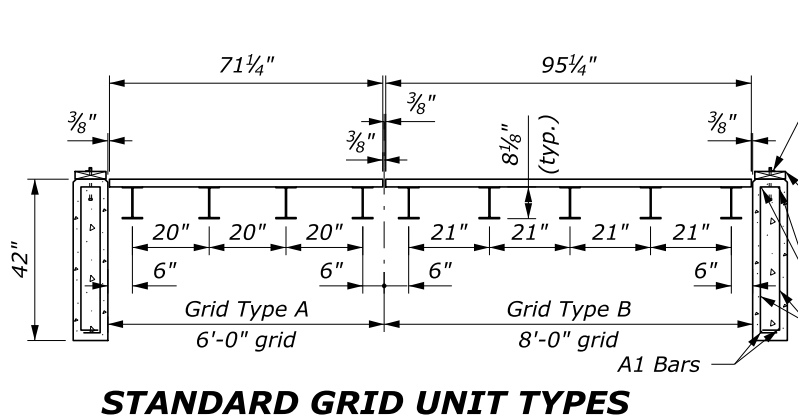 71¼" 95¼"
⅜"
⅜" ⅜" 8⅛" (typ.) ⅜"
42"
20" 20" 20" 21" 21" 21" 21"
6" 6" 6" 6"
Grid Type A Grid Type B
6'-0" grid 8'-0" grid
A1 Bars
STANDARD GRID UNIT TYPES